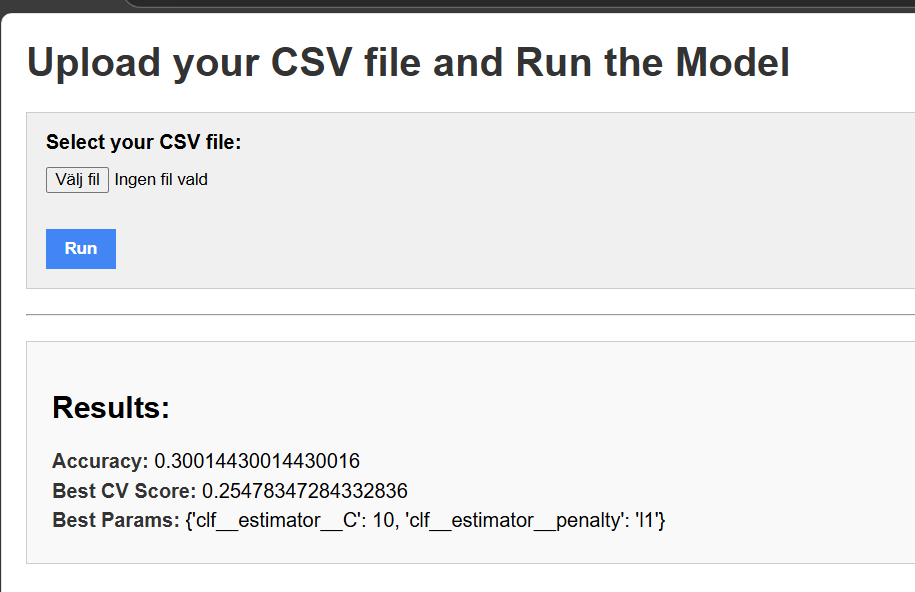 Upload your CSV file and Run the Model
Select your CSV file:
Välj fil Ingen fil vald
Run
Results:
Accuracy: 0.30014430014430016
Best CV Score: 0.25478347284332836
Best Params: {'clf__estimator__C': 10, 'clf__estimator__penalty': 'l1'}